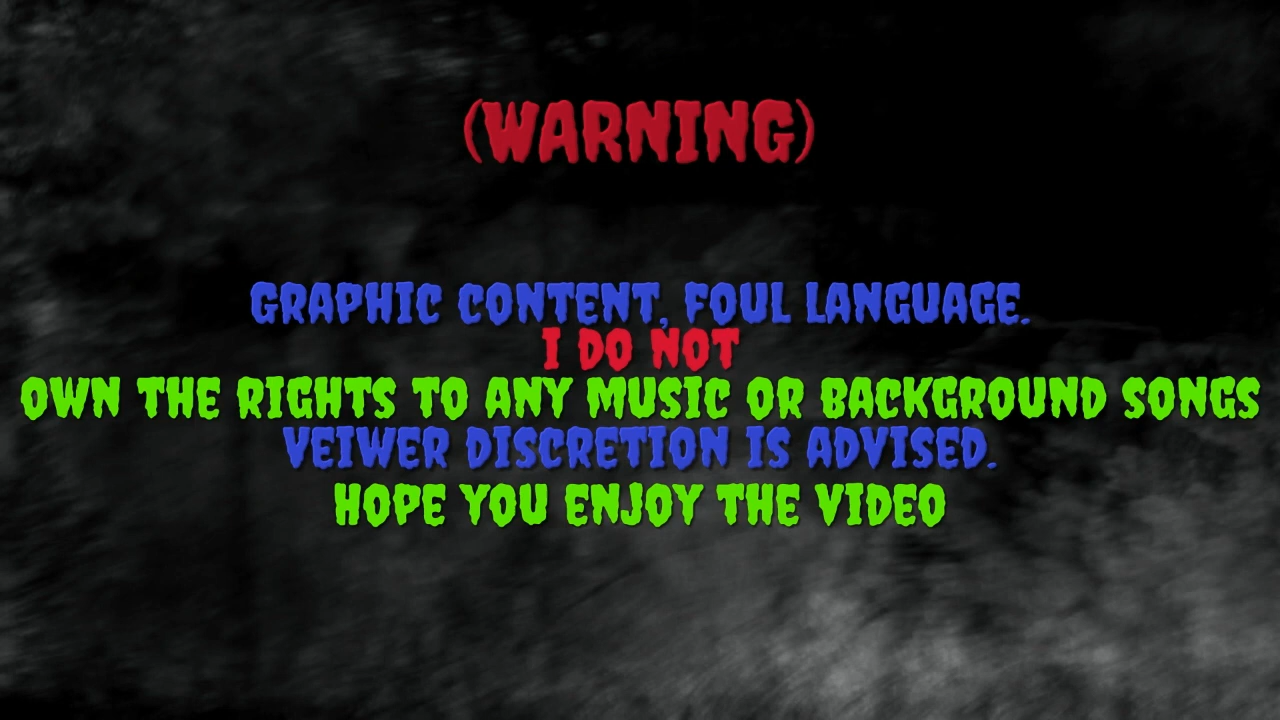 (WARNING)
GRAPHIC CONTENT, FOUL LANGUAGE.
I DO NOT
OWN THE RIGHTS TO ANY MUSIC OR BACKGROUND SONGS
VEIWER DISCRETION IS ADVISED.
HOPE YOU ENJOY THE VIDEO